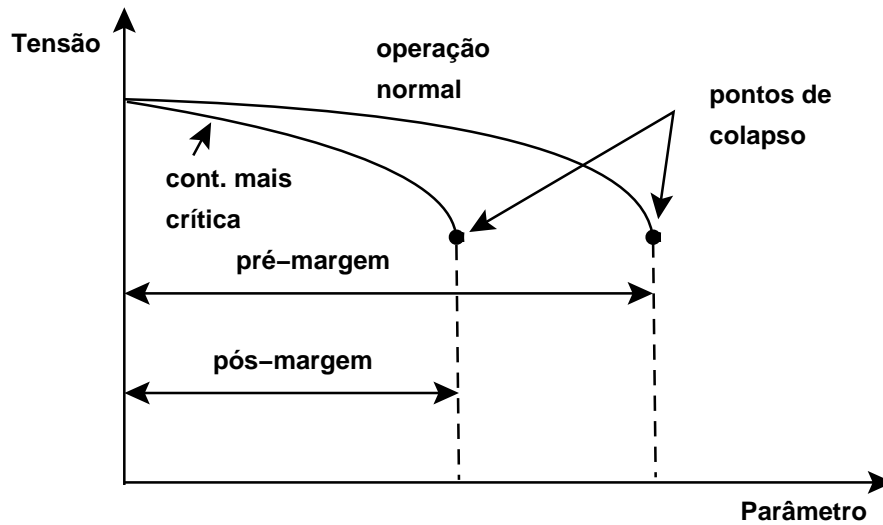 Tensão
operação
normal
pontos de
colapso
cont. mais
crítica
pré−margem
pós−margem
Parâmetro